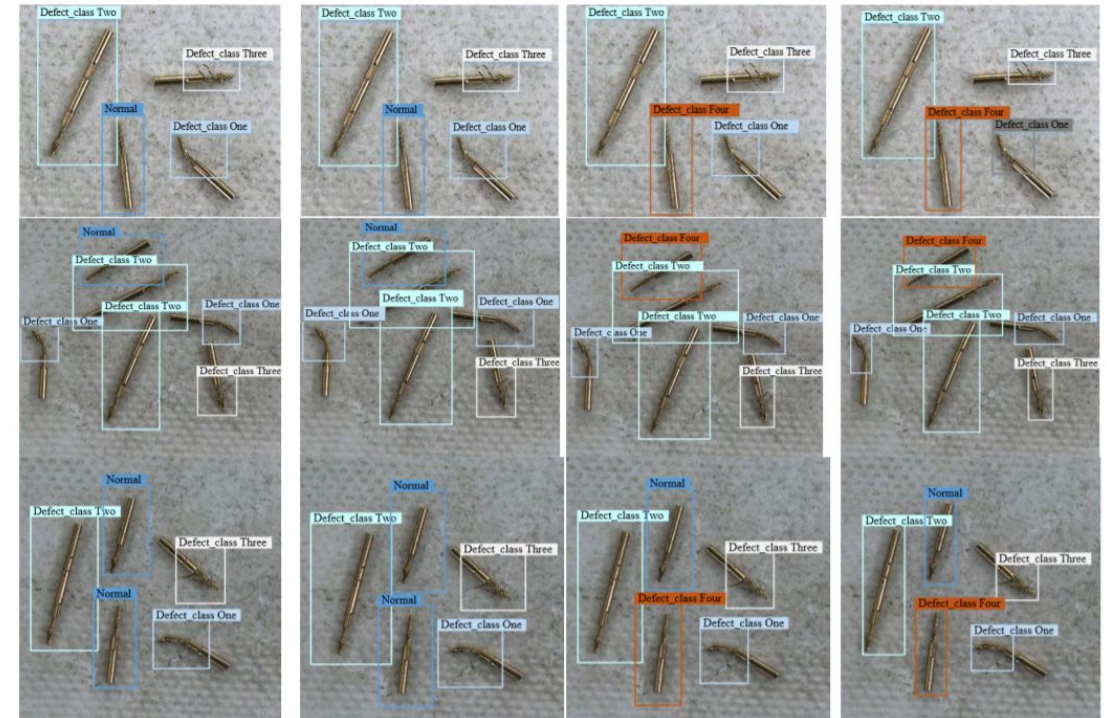 Defect_class Two
Defect_class Three
Normal
Defect_class One
Defect_class Two
Defect_class Three
Normal
Defect_class One
Defect_class Two
Defect_class Three
Defect_class Four
Defect_class One
Defect_class Two
Defect_class Three
Defect_class Four
Defect_class One
Normal
Defect_class Two
Defect_class Two
Defect_class One
Defect_class One
Defect_class Three
Normal
Defect_class Two
Defect_class Two
Defect_class One
Defect_class One
Defect_class Three
Defect_class Four
Defect_class Two
Defect_class Two
Defect_class One
Defect_class One
Defect_class Three
Defect_class Four
Defect_class Two
Defect_class Two
Defect_class One
Defect_class One
Defect_class Three
Normal
Defect_class Two
Defect_class Three
Normal
Defect_class One
Normal
Defect_class Two
Defect_class Three
Normal
Defect_class One
Normal
Defect_class Two
Defect_class Three
Defect_class Four
Defect_class One
Normal
Defect_class Two
Defect_class Three
Defect_class Four
Defect_class One